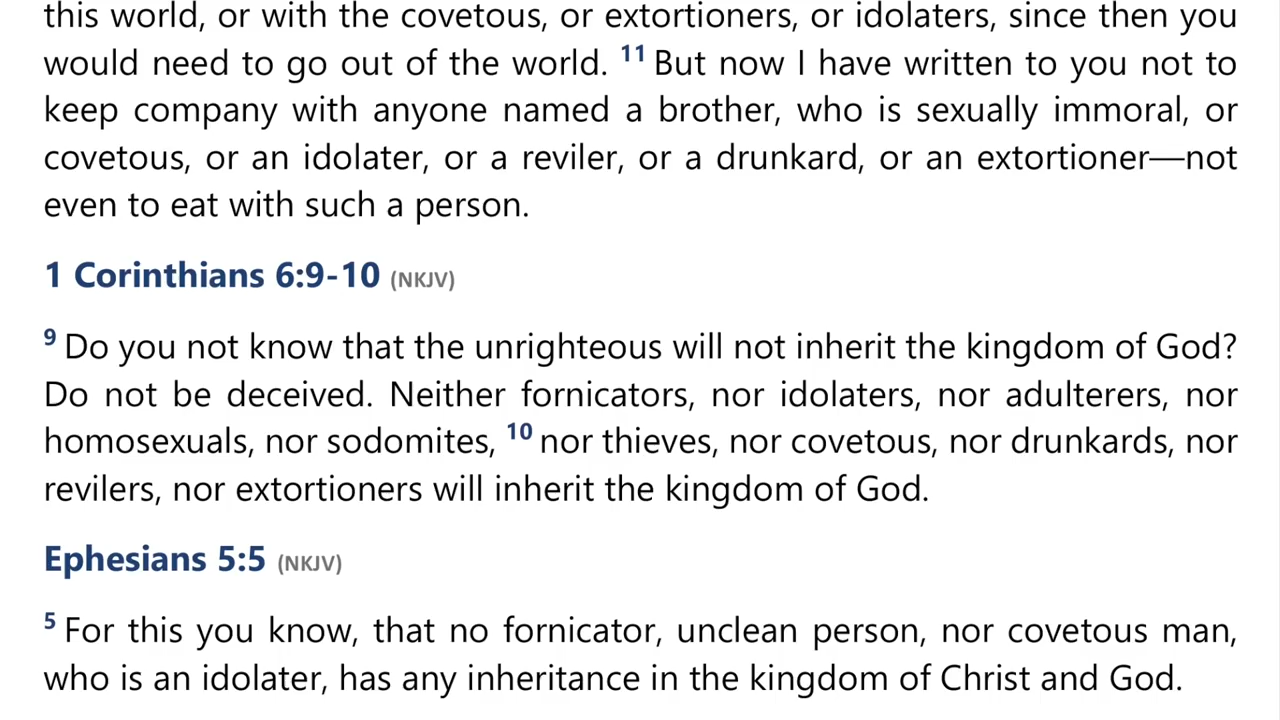 this world, or with the covetous, or extortioners, or idolaters, since then you
would need to go out of the world. 11 But now I have written to you not to
keep company with anyone named a brother, who is sexually immoral, or
covetous, or an idolater, or a reviler, or a drunkard, or an extortioner—not
even to eat with such a person.
1 Corinthians 6:9-10 (NKJV)
9 Do you not know that the unrighteous will not inherit the kingdom of God?
Do not be deceived. Neither fornicators, nor idolaters, nor adulterers, nor
homosexuals, nor sodomites, 10 nor thieves, nor covetous, nor drunkards, nor
revilers, nor extortioners will inherit the kingdom of God.
Ephesians 5:5 (NKJV)
5 For this you know, that no fornicator, unclean person, nor covetous man,
who is an idolater, has any inheritance in the kingdom of Christ and God.